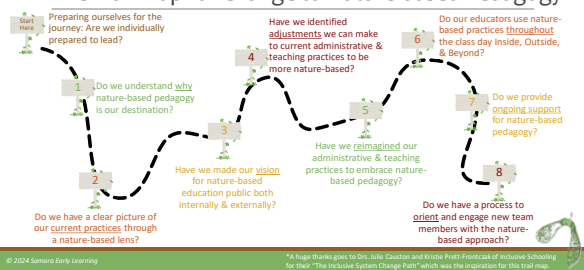 Start
Here
Preparing ourselves for the
journey: Are we individually
prepared to lead?
1
Do we understand why
nature-based pedagogy
is our destination?
2
Do we have a clear picture of
our current practices through
a nature-based lens?
3
Have we made our vision
for nature-based
education public both
internally & externally?
4
Have we identified
adjustments we can make
to current administrative &
teaching practices to be
more nature-based?
5
Have we reimagined our
administrative & teaching
practices to embrace nature-
based pedagogy?
6
Do our educators use nature-
based practices throughout
the class day Inside, Outside,
& Beyond?
7
Do we provide
ongoing support
for nature-based
pedagogy?
8
Do we have a process to
orient and engage new team
members with the nature-
based approach?
© 2024 Samara Early Learning
*A huge thanks goes to Drs. Julie Causton and Kristie Prett-Frontczak of Inclusive Schooling
for their "The Inclusive System Change Path" which was the inspiration for this trail map.